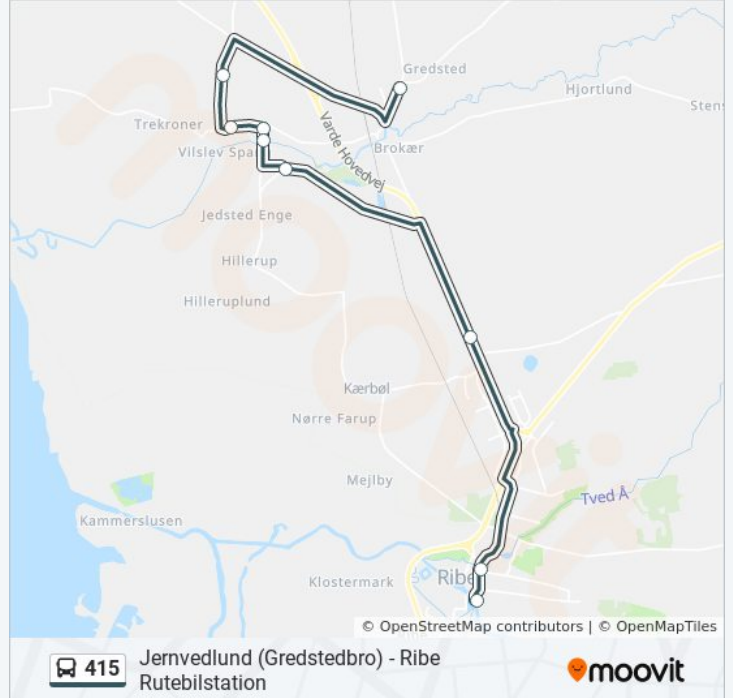 Gredsted
Hjortlund
Stens
Trekroner
Varde Hovedvej
Vilslev Spa
Brokær
Jedsted Enge
Hillerup
Hilleruplund
Kærbøl
Nørre Farup
Mejlby
Tved Å
Kammerslusen
Klostermark
Ribe
© OpenStreetMap contributors | © OpenMapTiles
415
Jernvedlund (Gredstedbro) - Ribe
Rutebilstation
moovit
moovit